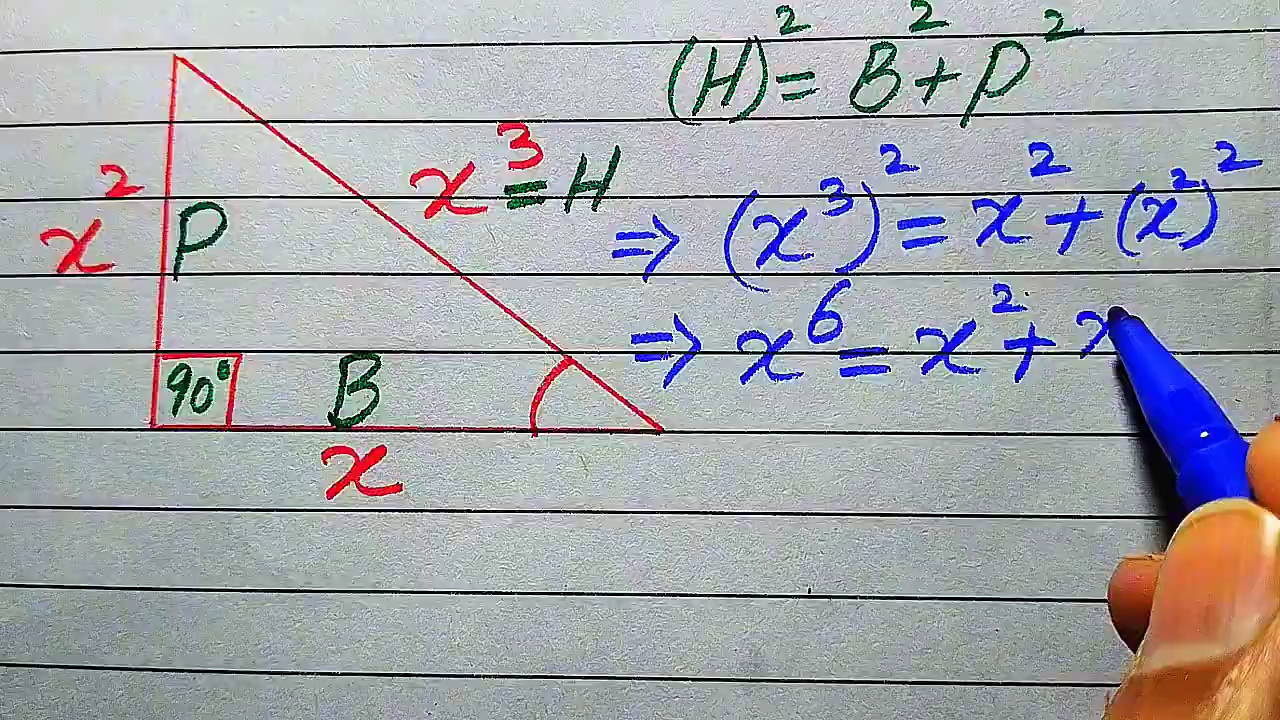 (H)² = B² + P²
x³ = H
⇒ (x³)² = x² + (x²)²
x²
P
⇒ x⁶ = x² + x
90°
B
x